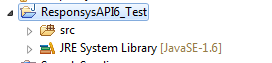 ResponsysAPI6_Test
src
JRE System Library [JavaSE-1.6]